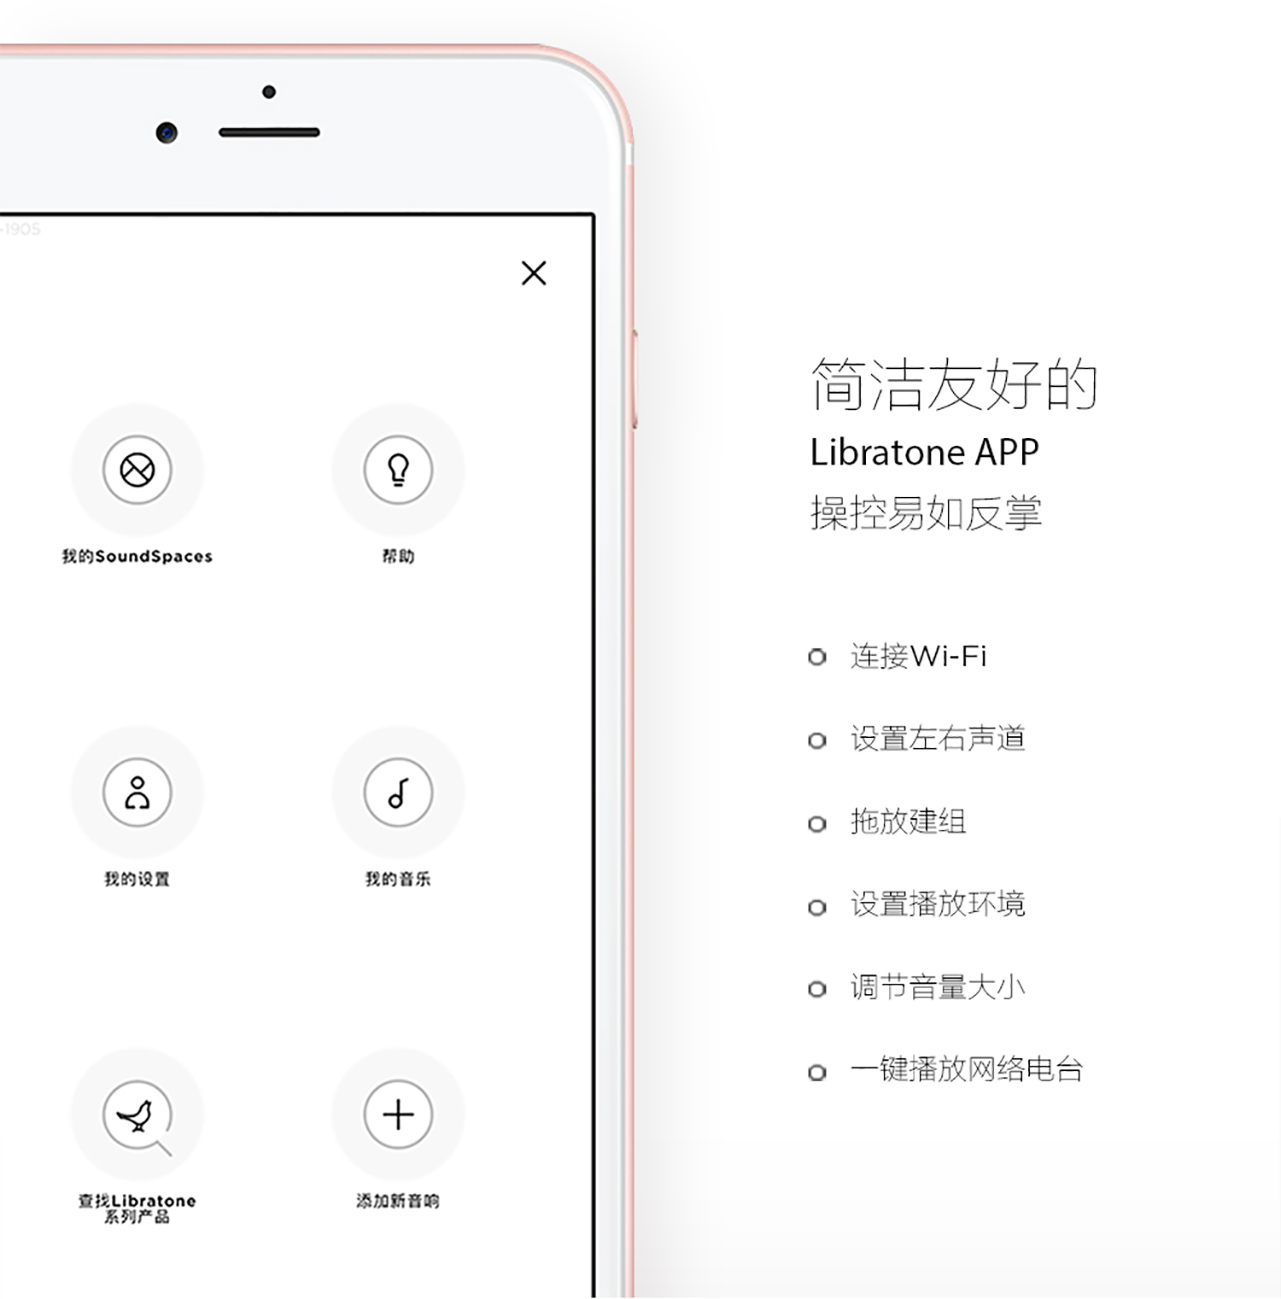 -1905
我的SoundSpaces
帮助
我的设置
我的音乐
查找Libratone
系列产品
添加新音响
简洁友好的
Libratone APP
操控易如反掌
连接Wi-Fi
设置左右声道
拖放建组
设置播放环境
调节音量大小
一键播放网络电台